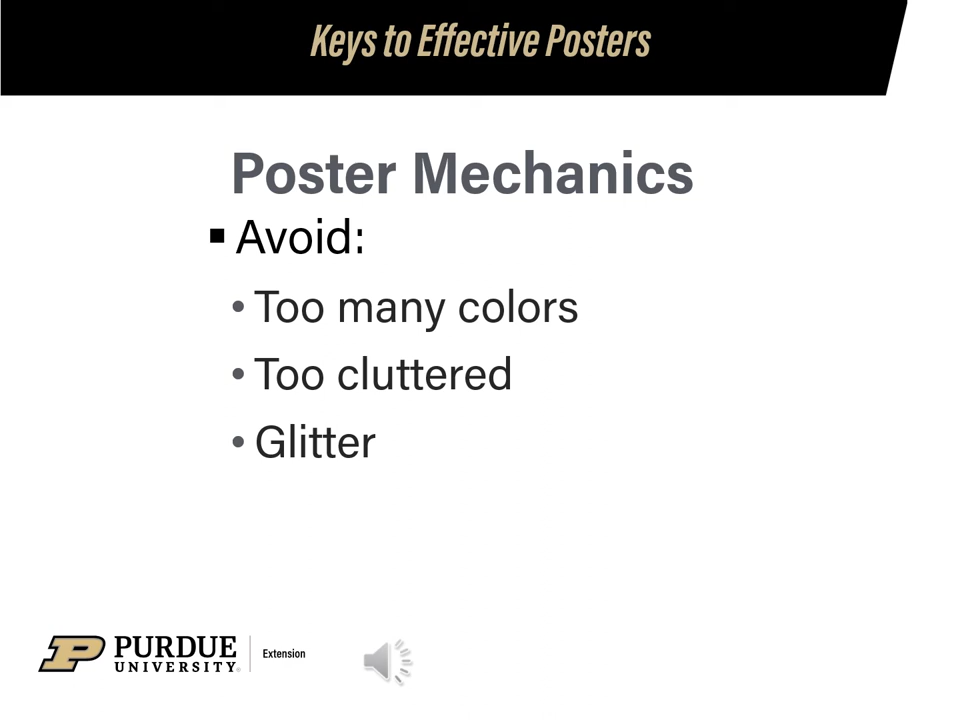 Keys to Effective Posters
Poster Mechanics
▪ Avoid:
• Too many colors
• Too cluttered
• Glitter
P PURDUE UNIVERSITY® Extension